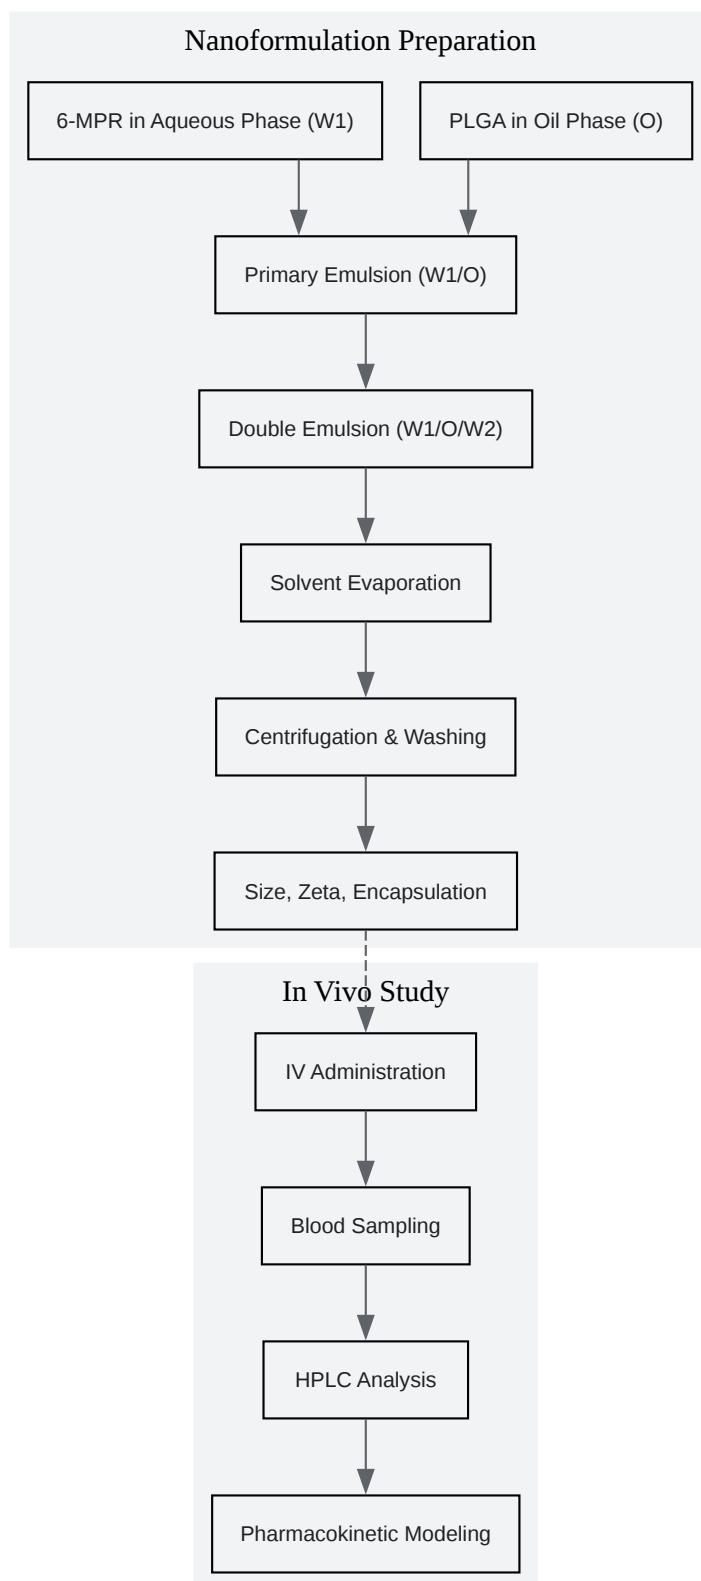 Nanoformulation Preparation
6-MPR in Aqueous Phase (W1)
PLGA in Oil Phase (O)
Primary Emulsion (W1/O)
Double Emulsion (W1/O/W2)
Solvent Evaporation
Centrifugation & Washing
Size, Zeta, Encapsulation
In Vivo Study
IV Administration
Blood Sampling
HPLC Analysis
Pharmacokinetic Modeling